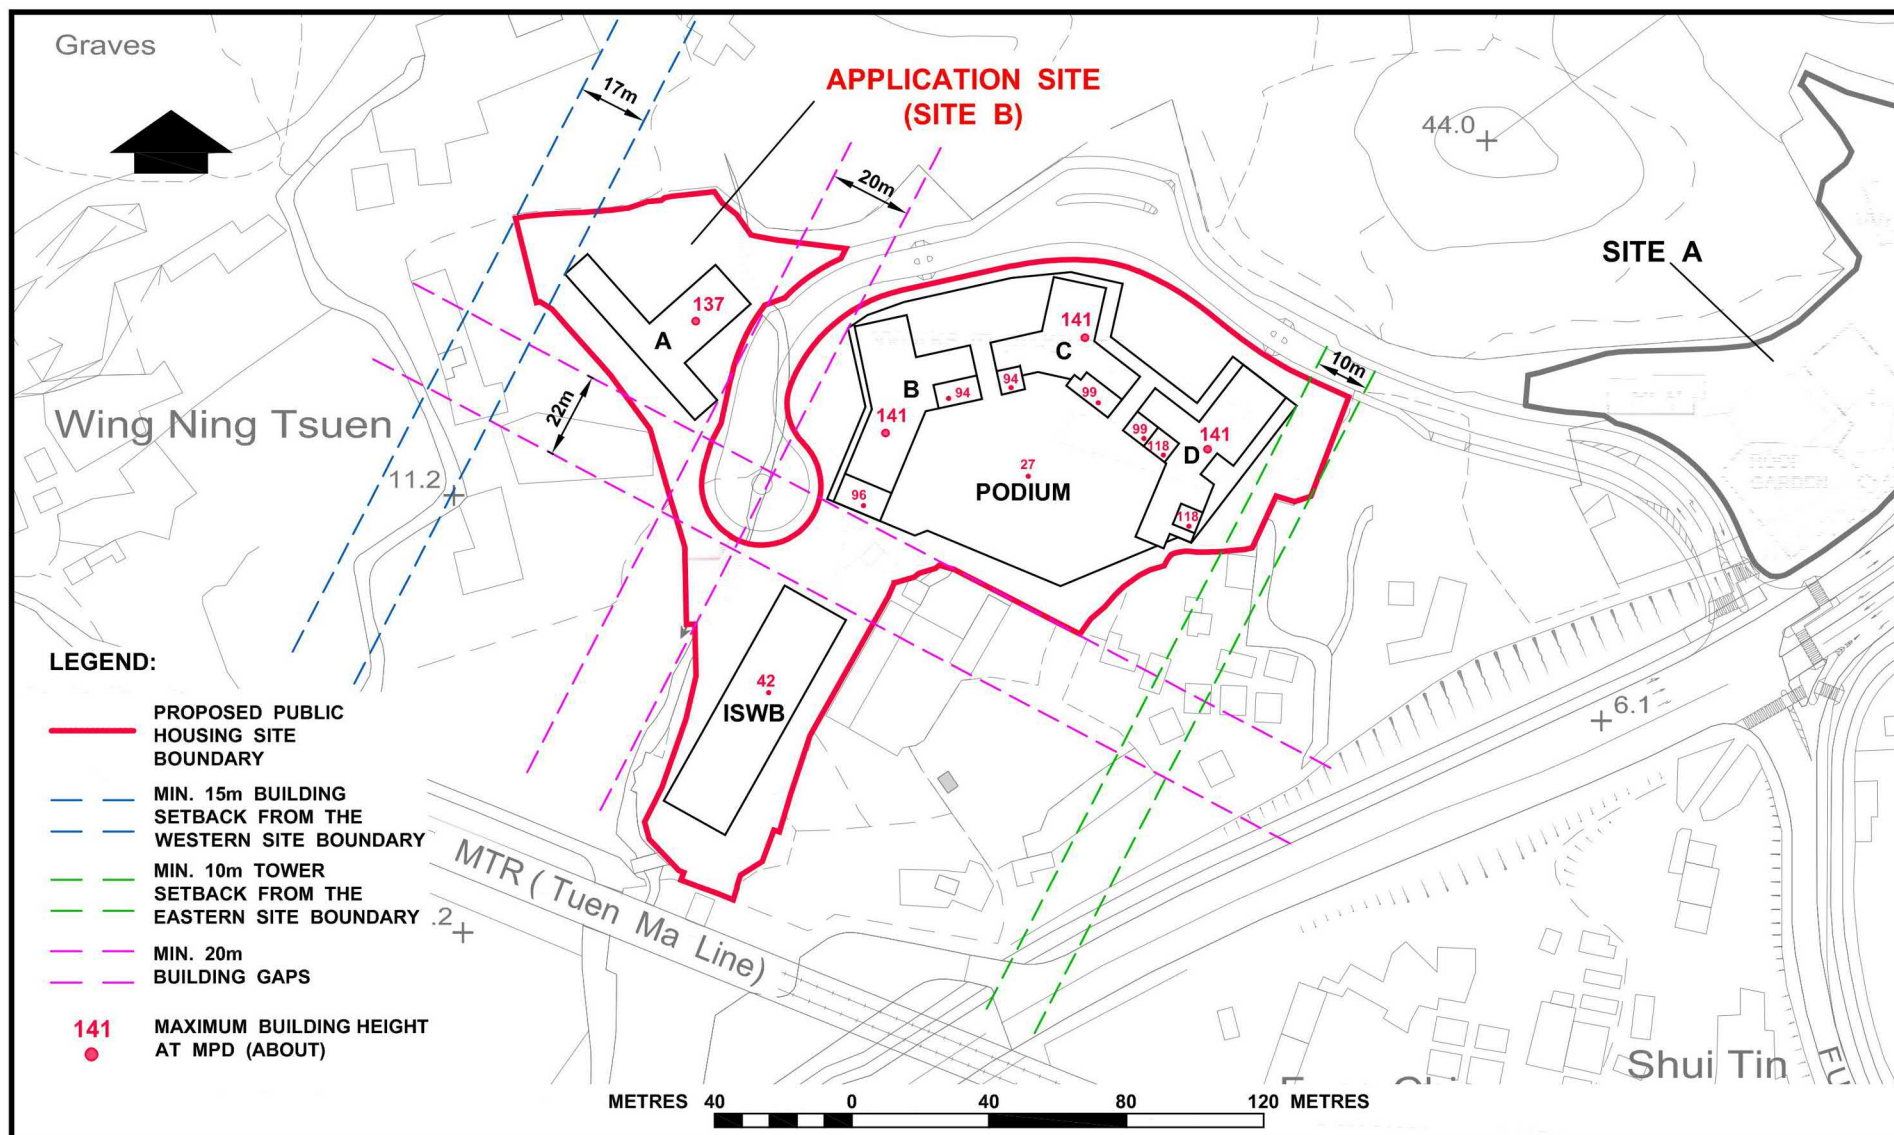 Graves
17m
APPLICATION SITE
(SITE B)
20m
44.0
SITE A
137
A
141
C
10m
B
94
94
99
141
22m
Wing Ning Tsuen
99
118
141
D
11.2
27
PODIUM
96
118
42
ISWB
6.1
LEGEND:
PROPOSED PUBLIC
HOUSING SITE
BOUNDARY
MIN. 15m BUILDING
SETBACK FROM THE
WESTERN SITE BOUNDARY
MIN. 10m TOWER
SETBACK FROM THE
EASTERN SITE BOUNDARY
MIN. 20m
BUILDING GAPS
141
MAXIMUM BUILDING HEIGHT
AT MPD (ABOUT)
MTR ( Tuen Ma Line)
.2
Shui Tin
FU
METRES 40 0 40 80 120 METRES